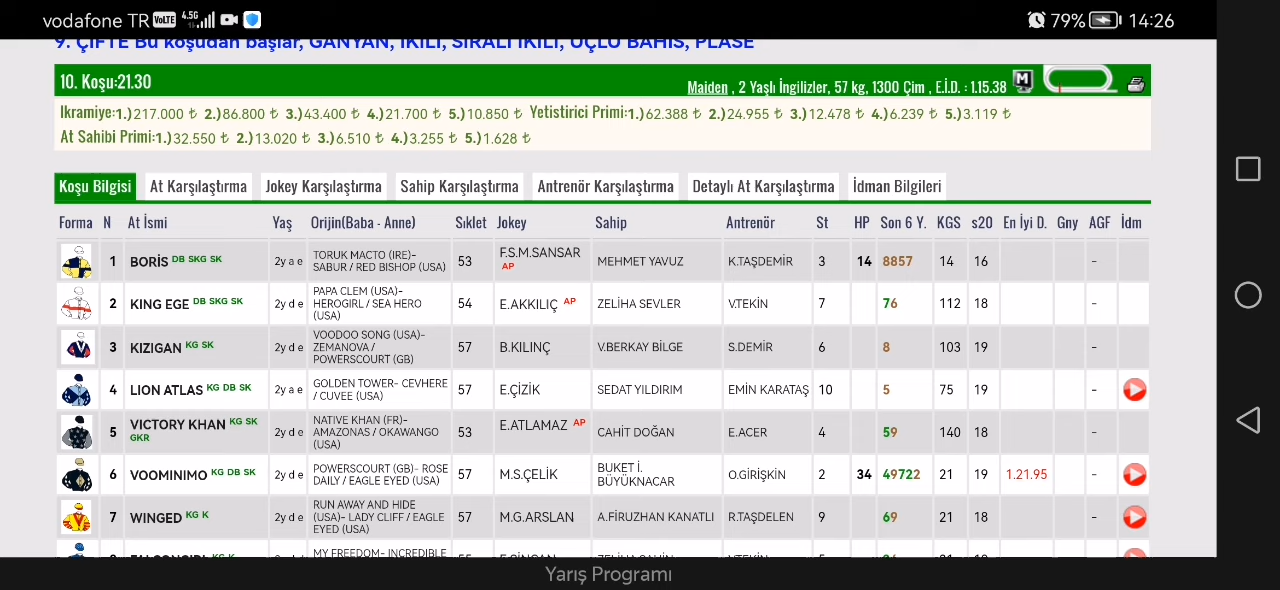 vodafone TR VoLTE 4.5G 79% 14:26
9. ÇİFTE Bu koşudan başlar, GANYAN, İKİLİ, SIRALI İKİLİ, ÜÇLÜ BAHİS, PLASE
10. Koşu:21.30 Maiden , 2 Yaşlı İngilizler, 57 kg, 1300 Çim , E.İ.D. : 1.15.38 M
Ikramiye:1.)217.000 ₺ 2.)86.800 ₺ 3.)43.400 ₺ 4.)21.700 ₺ 5.)10.850 ₺ Yetistirici Primi:1.)62.388 ₺ 2.)24.955 ₺ 3.)12.478 ₺ 4.)6.239 ₺ 5.)3.119 ₺
At Sahibi Primi:1.)32.550 ₺ 2.)13.020 ₺ 3.)6.510 ₺ 4.)3.255 ₺ 5.)1.628 ₺
Koşu Bilgisi At Karşılaştırma Jokey Karşılaştırma Sahip Karşılaştırma Antrenör Karşılaştırma Detaylı At Karşılaştırma İdman Bilgileri
Forma N At İsmi Yaş Orijin(Baba - Anne) Sıklet Jokey Sahip Antrenör St HP Son 6 Y. KGS s20 En İyi D. Gny AGF İdm
1 BORİS DB SKG SK 2y a e TORUK MACTO (IRE)- SABUR / RED BISHOP (USA) 53 F.S.M.SANSAR AP MEHMET YAVUZ K.TAŞDEMİR 3 14 8857 14 16 -
2 KING EGE DB SKG SK 2y d e PAPA CLEM (USA)- HEROGIRL / SEA HERO (USA) 54 E.AKKILIÇ AP ZELİHA SEVLER V.TEKİN 7 76 112 18 -
3 KIZIGAN KG SK 2y d e VOODOO SONG (USA)- ZEMANOVA / POWERSCOURT (GB) 57 B.KILINÇ V.BERKAY BİLGE S.DEMİR 6 8 103 19 -
4 LION ATLAS KG DB SK 2y a e GOLDEN TOWER- CEVHERE / CUVEE (USA) 57 E.ÇİZİK SEDAT YILDIRIM EMİN KARATAŞ 10 5 75 19 -
5 VICTORY KHAN KG SK GKR 2y d e NATIVE KHAN (FR)- AMAZONAS / OKAWANGO (USA) 53 E.ATLAMAZ AP CAHİT DOĞAN E.ACER 4 59 140 18 -
6 VOOMINIMO KG DB SK 2y d e POWERSCOURT (GB)- ROSE DAILY / EAGLE EYED (USA) 57 M.S.ÇELİK BUKET İ. BÜYÜKNACAR O.GİRİŞKİN 2 34 49722 21 19 1.21.95 -
7 WINGED KG K 2y d e RUN AWAY AND HIDE (USA)- LADY CLIFF / EAGLE EYED (USA) 57 M.G.ARSLAN A.FİRUZHAN KANATLI R.TAŞDELEN 9 69 21 18 -
MY FREEDOM- INCREDIBLE
Yarış Programı